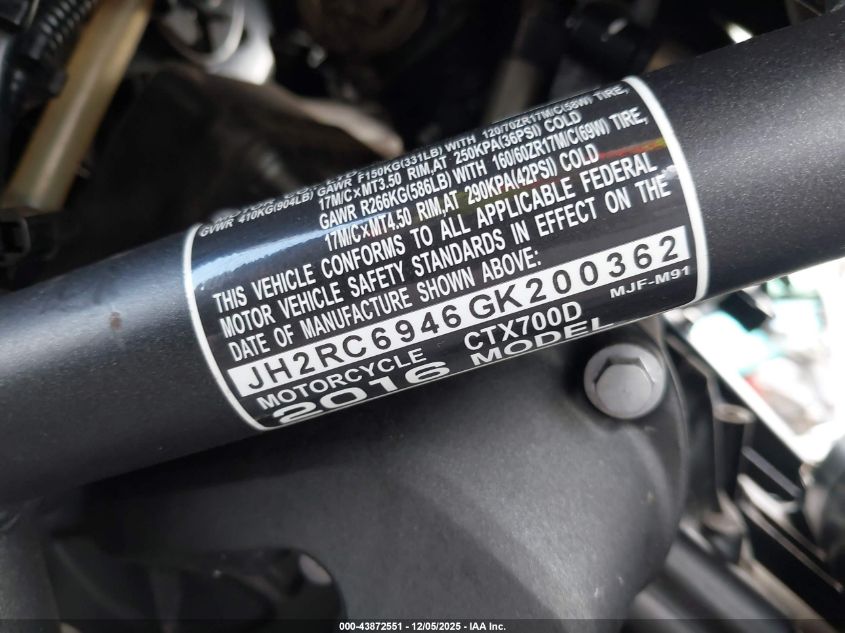 GVWR 410KG(904LB) GAWR F150KG(331LB) WITH 120/70ZR17M/C(58W) TIRE,
17M/C×MT3.50 RIM,AT 250KPA(36PSI) COLD
GAWR R266KG(586LB) WITH 160/60ZR17M/C(69W) TIRE,
17M/C×MT4.50 RIM,AT 290KPA(42PSI) COLD
THIS VEHICLE CONFORMS TO ALL APPLICABLE FEDERAL
MOTOR VEHICLE SAFETY STANDARDS IN EFFECT ON THE
DATE OF MANUFACTURE SHOWN ABOVE:
JH2RC6946GK200362
MOTORCYCLE CTX700D MJF-M91
2016 MODEL
000-43872551 - 12/05/2025 - IAA Inc.